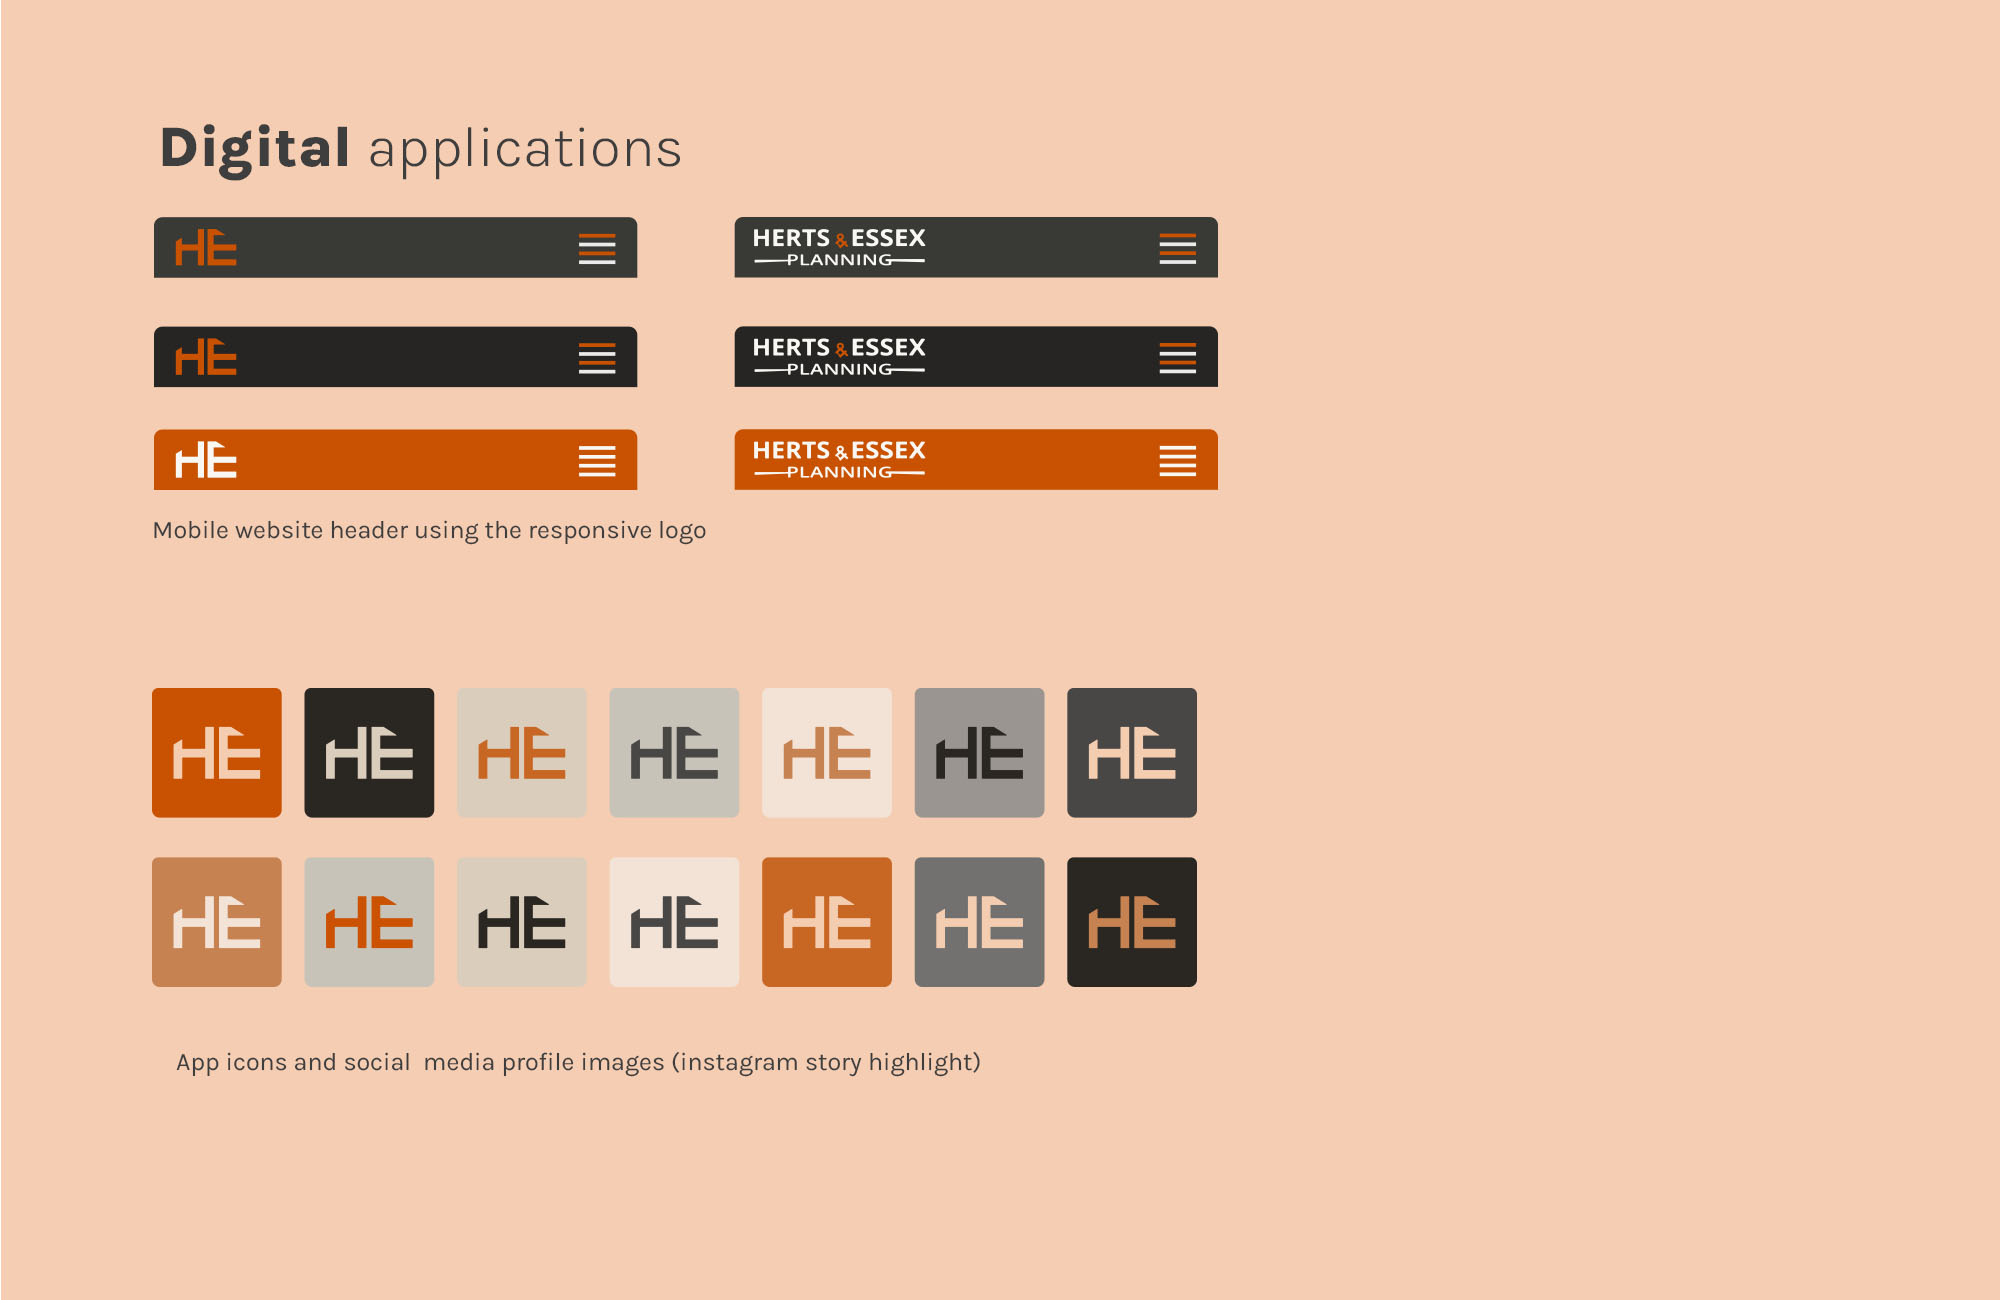 Digital applications
HE
HERTS & ESSEX
PLANNING
HE
HERTS & ESSEX
PLANNING
HE
HERTS & ESSEX
PLANNING
Mobile website header using the responsive logo
HE HE HE HE HE HE HE
HE HE HE HE HE HE HE
App icons and social  media profile images (instagram story highlight)